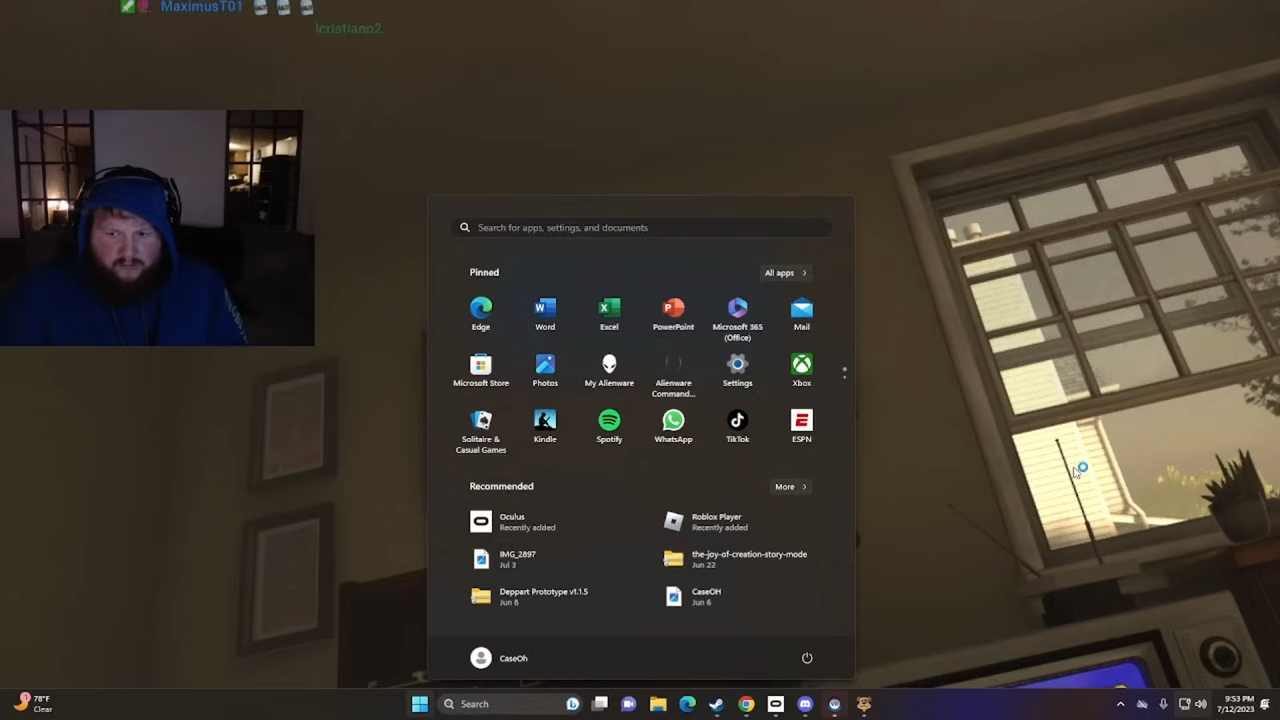 MaximusT01
lcristiano2
Search for apps, settings, and documents
Pinned
All apps
Edge
Word
Excel
PowerPoint
Microsoft 365
(Office)
Mail
Microsoft Store
Photos
My Alienware
Alienware
Command...
Settings
Xbox
Solitaire &
Casual Games
Kindle
Spotify
WhatsApp
TikTok
ESPN
Recommended
More
Oculus
Recently added
Roblox Player
Recently added
IMG_2897
Jul 3
the-joy-of-creation-story-mode
Jun 22
Deppart Prototype v1.1.5
Jun 8
CaseOH
Jun 6
CaseOh
78°F
Clear
Search
9:53 PM
7/12/2023